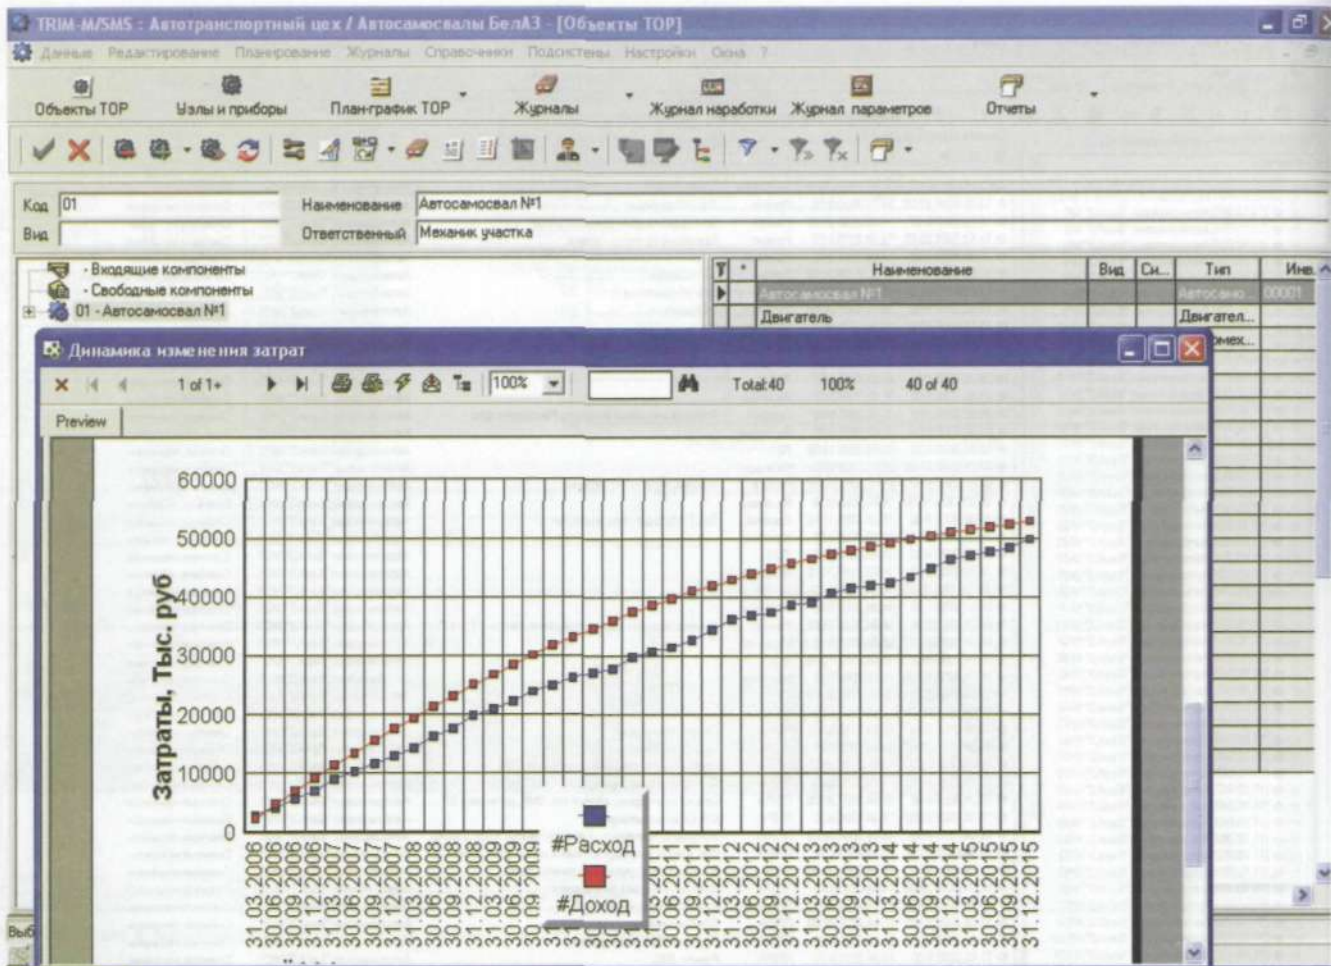 TRIM-M/SMS : Автотранспортный цех / Автосамосвалы БелАЗ - [Объекты ТОР]
Данные Редактирование Планирование Журналы Справочники Подсистемы Настройки Окна ?
Объекты ТОР Узлы и приборы План-график ТОР Журналы Журнал наработки Журнал параметров Отчеты
Код 01 Наименование Автосамосвал №1
Вид Ответственный Механик участка
- Входящие компоненты
- Свободные компоненты
01 - Автосамосвал №1
Наименование Вид Си... Тип Инв.
Автосамосвал №1 Автосамо... 00001
Двигатель Двигател...
омех...
Динамика изменения затрат
1 of 1+ 100% Total:40 100% 40 of 40
Preview
Затраты, Тыс. руб
60000
50000
40000
30000
20000
10000
0
31.03.2006
30.06.2006
30.09.2006
31.12.2006
31.03.2007
30.06.2007
30.09.2007
31.12.2007
31.03.2008
30.06.2008
30.09.2008
31.12.2008
31.03.2009
30.06.2009
30.06.2011
30.09.2011
31.12.2011
31.03.2012
30.06.2012
30.09.2012
31.12.2012
31.03.2013
30.06.2013
30.09.2013
31.12.2013
31.03.2014
30.06.2014
30.09.2014
31.12.2014
31.03.2015
30.06.2015
30.09.2015
31.12.2015
#Расход
#Доход
Выб